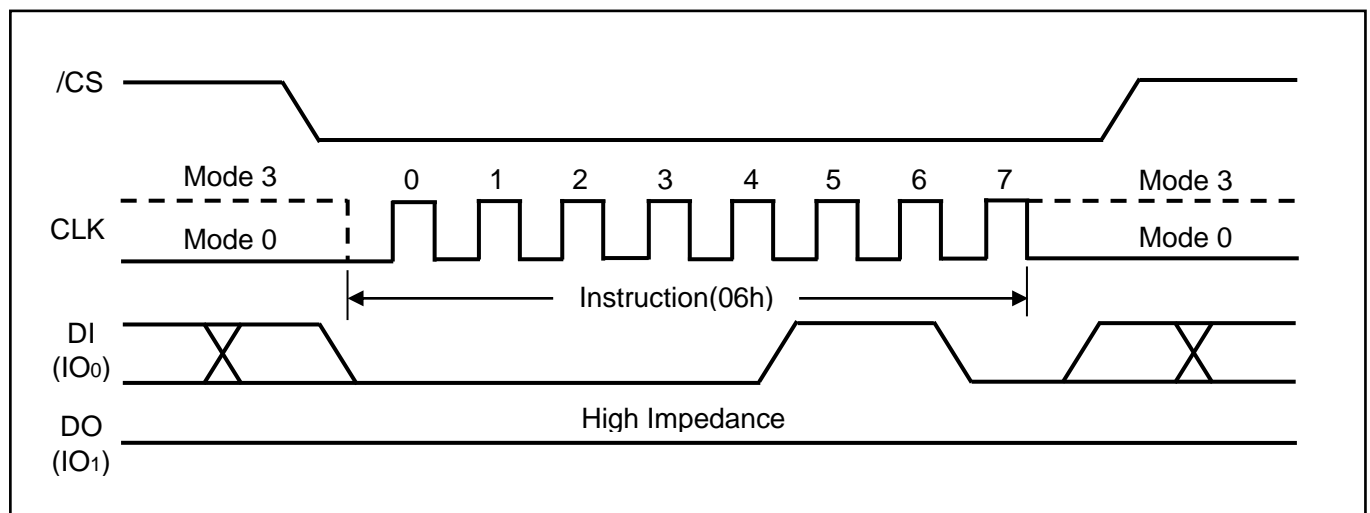 /CS
Mode 3 0 1 2 3 4 5 6 7 Mode 3
CLK
Mode 0 Mode 0
Instruction(06h)
DI
(IO0)
High Impedance
DO
(IO1)